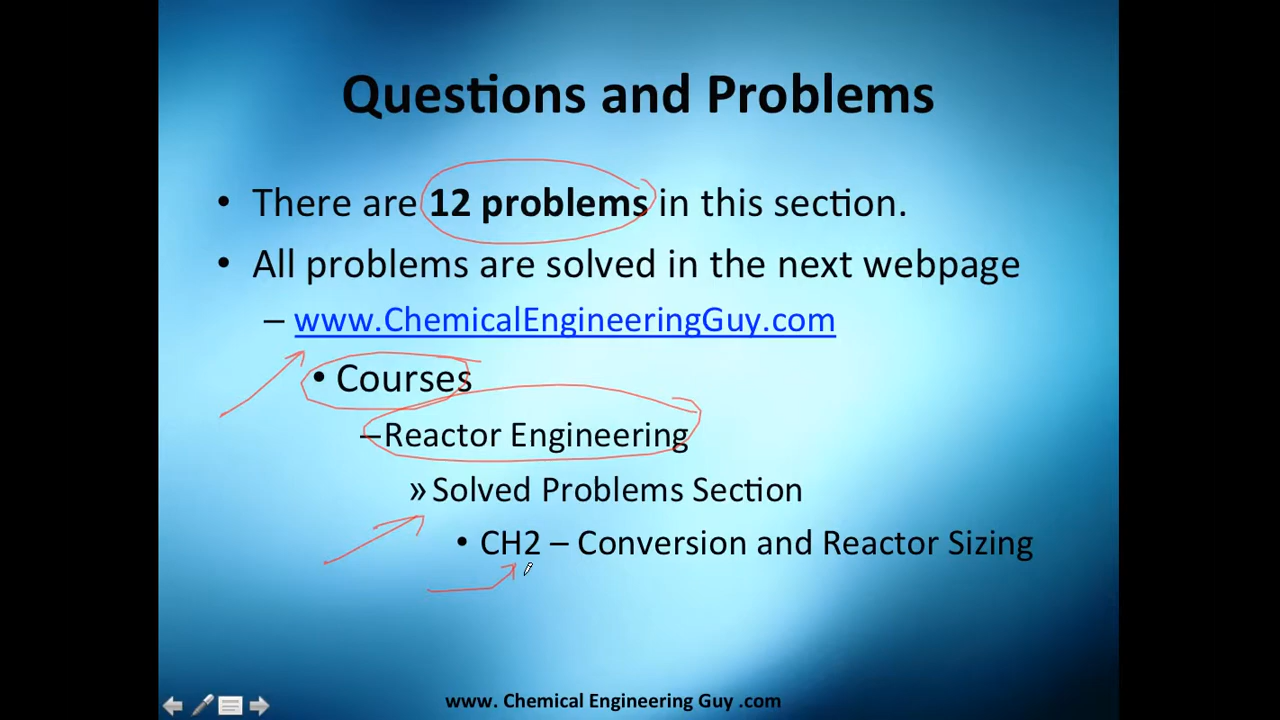 Questions and Problems
• There are 12 problems in this section.
• All problems are solved in the next webpage
– www.ChemicalEngineeringGuy.com
• Courses
–Reactor Engineering
» Solved Problems Section
• CH2 – Conversion and Reactor Sizing
www. Chemical Engineering Guy .com